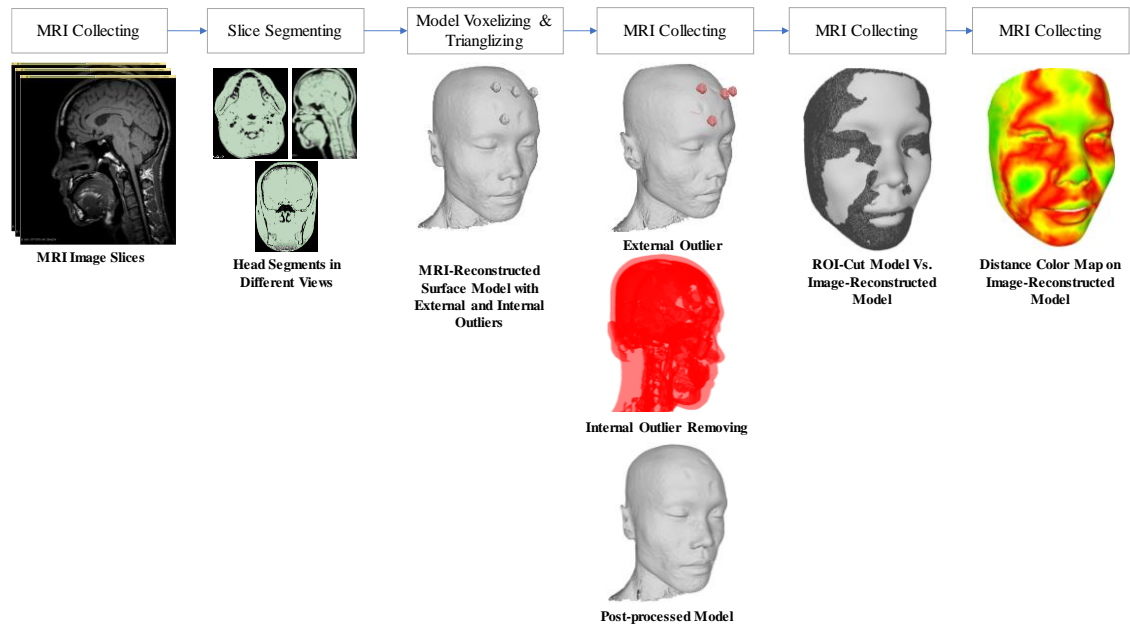 MRI Collecting
Slice Segmenting
Model Voxelizing &
Trianglizing
MRI Collecting
MRI Collecting
MRI Collecting
MRI Image Slices
Head Segments in
Different Views
MRI-Reconstructed
Surface Model with
External and Internal
Outliers
External Outlier
Internal Outlier Removing
Post-processed Model
ROI-Cut Model Vs.
Image-Reconstructed
Model
Distance Color Map on
Image-Reconstructed
Model